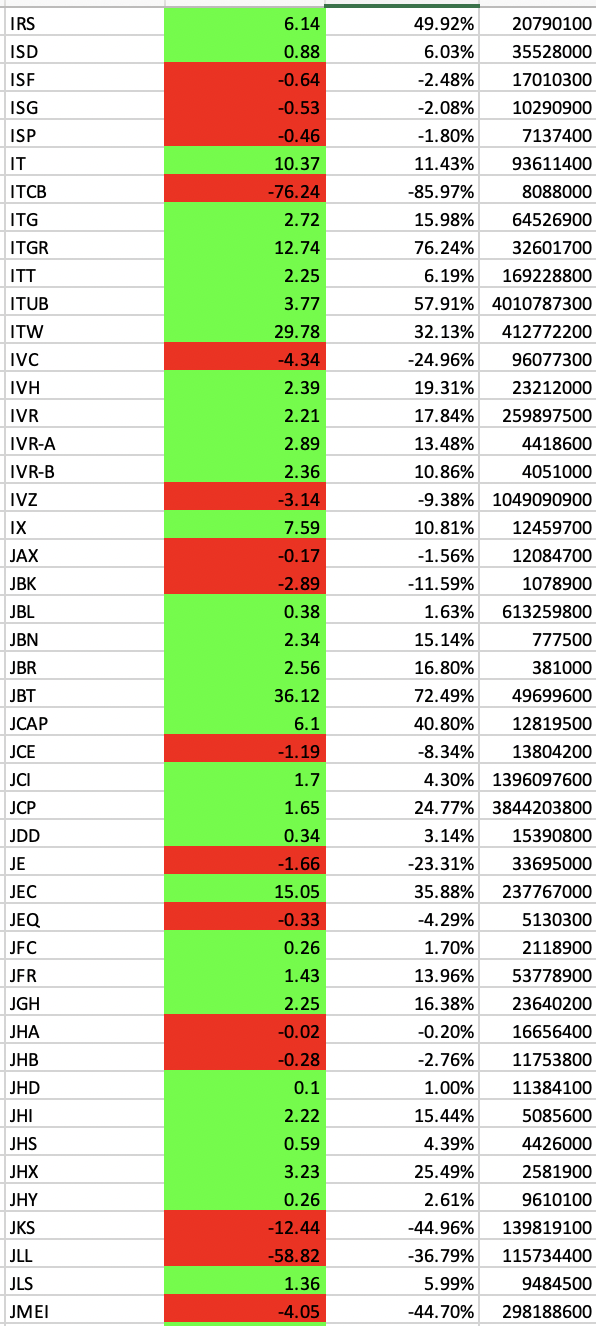 IRS 6.14 49.92% 20790100
ISD 0.88 6.03% 35528000
ISF -0.64 -2.48% 17010300
ISG -0.53 -2.08% 10290900
ISP -0.46 -1.80% 7137400
IT 10.37 11.43% 93611400
ITCB -76.24 -85.97% 8088000
ITG 2.72 15.98% 64526900
ITGR 12.74 76.24% 32601700
ITT 2.25 6.19% 169228800
ITUB 3.77 57.91% 4010787300
ITW 29.78 32.13% 412772200
IVC -4.34 -24.96% 96077300
IVH 2.39 19.31% 23212000
IVR 2.21 17.84% 259897500
IVR-A 2.89 13.48% 4418600
IVR-B 2.36 10.86% 4051000
IVZ -3.14 -9.38% 1049090900
IX 7.59 10.81% 12459700
JAX -0.17 -1.56% 12084700
JBK -2.89 -11.59% 1078900
JBL 0.38 1.63% 613259800
JBN 2.34 15.14% 777500
JBR 2.56 16.80% 381000
JBT 36.12 72.49% 49699600
JCAP 6.1 40.80% 12819500
JCE -1.19 -8.34% 13804200
JCI 1.7 4.30% 1396097600
JCP 1.65 24.77% 3844203800
JDD 0.34 3.14% 15390800
JE -1.66 -23.31% 33695000
JEC 15.05 35.88% 237767000
JEQ -0.33 -4.29% 5130300
JFC 0.26 1.70% 2118900
JFR 1.43 13.96% 53778900
JGH 2.25 16.38% 23640200
JHA -0.02 -0.20% 16656400
JHB -0.28 -2.76% 11753800
JHD 0.1 1.00% 11384100
JHI 2.22 15.44% 5085600
JHS 0.59 4.39% 4426000
JHX 3.23 25.49% 2581900
JHY 0.26 2.61% 9610100
JKS -12.44 -44.96% 139819100
JLL -58.82 -36.79% 115734400
JLS 1.36 5.99% 9484500
JMEI -4.05 -44.70% 298188600